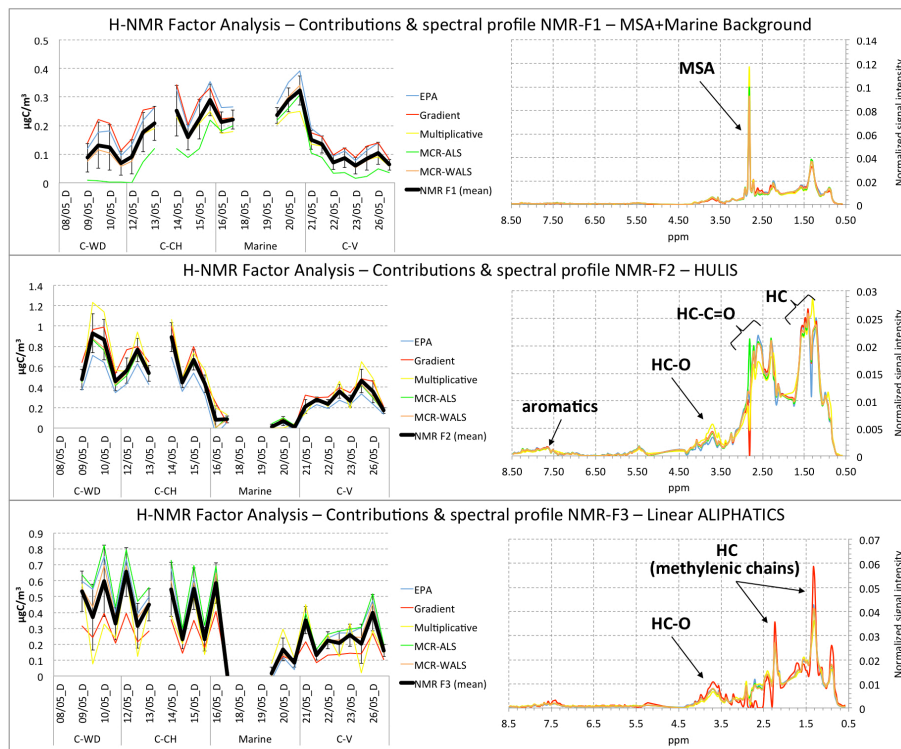 H-NMR Factor Analysis – Contributions & spectral profile NMR-F1 – MSA+Marine Background
µgC/m³
0.5
0.4
0.3
0.2
0.1
0
08/05_D
09/05_D
10/05_D
12/05_D
13/05_D
14/05_D
15/05_D
16/05_D
18/05_D
19/05_D
20/05_D
21/05_D
22/05_D
23/05_D
26/05_D
C-WD C-CH Marine C-V
EPA
Gradient
Multiplicative
MCR-ALS
MCR-WALS
NMR F1 (mean)
MSA
0.14
0.12
0.10
0.08
0.06
0.04
0.02
0.00
Normalized signal intensity
8.50 7.50 6.50 5.50 4.50 3.50 2.50 1.50 0.50
ppm
H-NMR Factor Analysis – Contributions & spectral profile NMR-F2 – HULIS
µgC/m³
1.4
1.2
1
0.8
0.6
0.4
0.2
0
08/05_D
09/05_D
10/05_D
12/05_D
13/05_D
14/05_D
15/05_D
16/05_D
18/05_D
19/05_D
20/05_D
21/05_D
22/05_D
23/05_D
26/05_D
C-WD C-CH Marine C-V
EPA
Gradient
Multiplicative
MCR-ALS
MCR-WALS
NMR F2 (mean)
HC
HC-C=O
HC-O
aromatics
0.03
0.025
0.02
0.015
0.01
0.005
0
Normalized signal intensity
8.50 7.50 6.50 5.50 4.50 3.50 2.50 1.50 0.50
ppm
H-NMR Factor Analysis – Contributions & spectral profile NMR-F3 – Linear ALIPHATICS
µgC/m³
0.9
0.8
0.7
0.6
0.5
0.4
0.3
0.2
0.1
0
08/05_D
09/05_D
10/05_D
12/05_D
13/05_D
14/05_D
15/05_D
16/05_D
18/05_D
19/05_D
20/05_D
21/05_D
22/05_D
23/05_D
26/05_D
C-WD C-CH Marine C-V
EPA
Gradient
Multiplicative
MCR-ALS
MCR-WALS
NMR F3 (mean)
HC
(methylenic chains)
HC-O
0.07
0.06
0.05
0.04
0.03
0.02
0.01
0.00
Normalized signal intensity
8.5 7.5 6.5 5.5 4.5 3.5 2.5 1.5 0.5
ppm